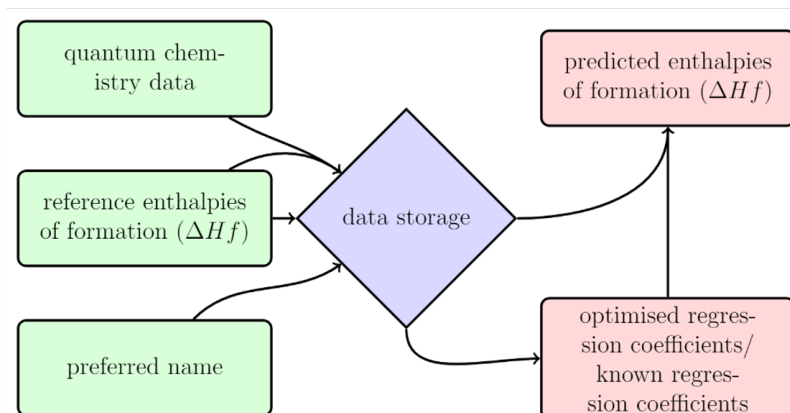 quantum chem-
istry data
reference enthalpies
of formation (ΔHf)
preferred name
data storage
predicted enthalpies
of formation (ΔHf)
optimised regres-
sion coefficients/
known regres-
sion coefficients